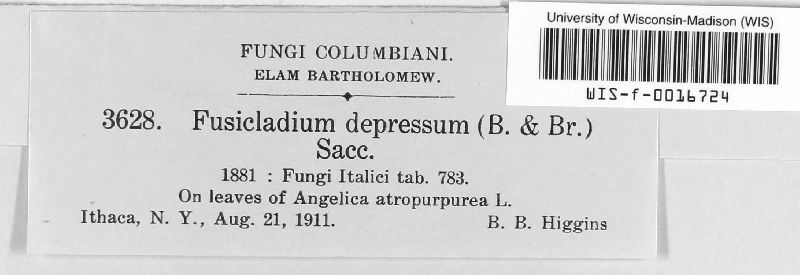 University of Wisconsin-Madison (WIS)
WIS-f-0016724
FUNGI COLUMBIANI.
ELAM BARTHOLOMEW.
3628. Fusicladium depressum (B. & Br.)
Sacc.
1881 : Fungi Italici tab. 783.
On leaves of Angelica atropurpurea L.
Ithaca, N. Y., Aug. 21, 1911. B. B. Higgins